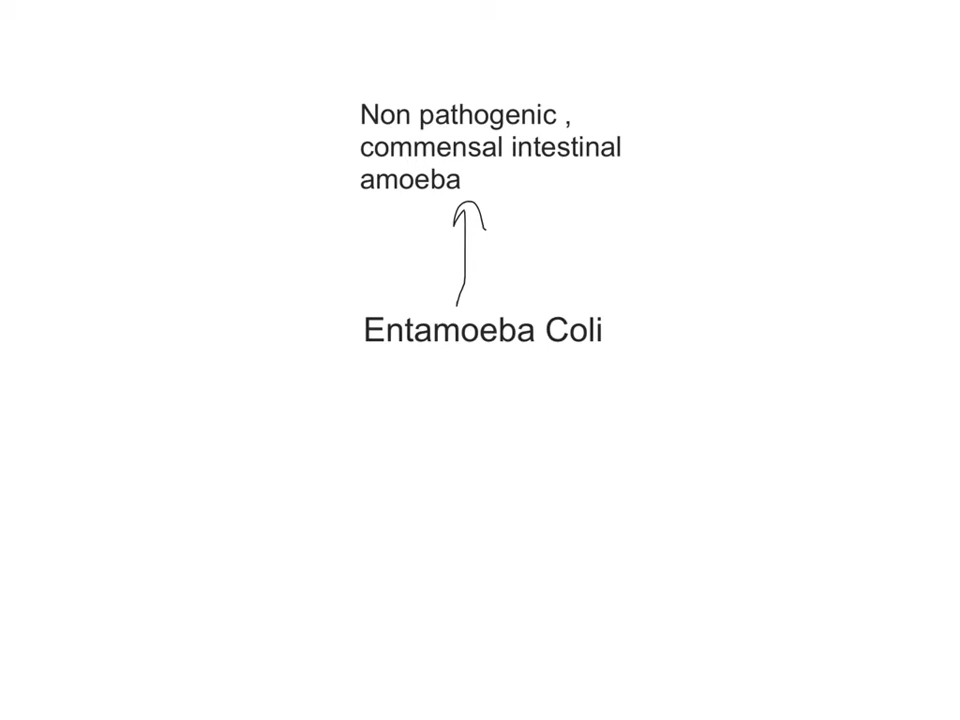 Non pathogenic ,
commensal intestinal
amoeba
Entamoeba Coli